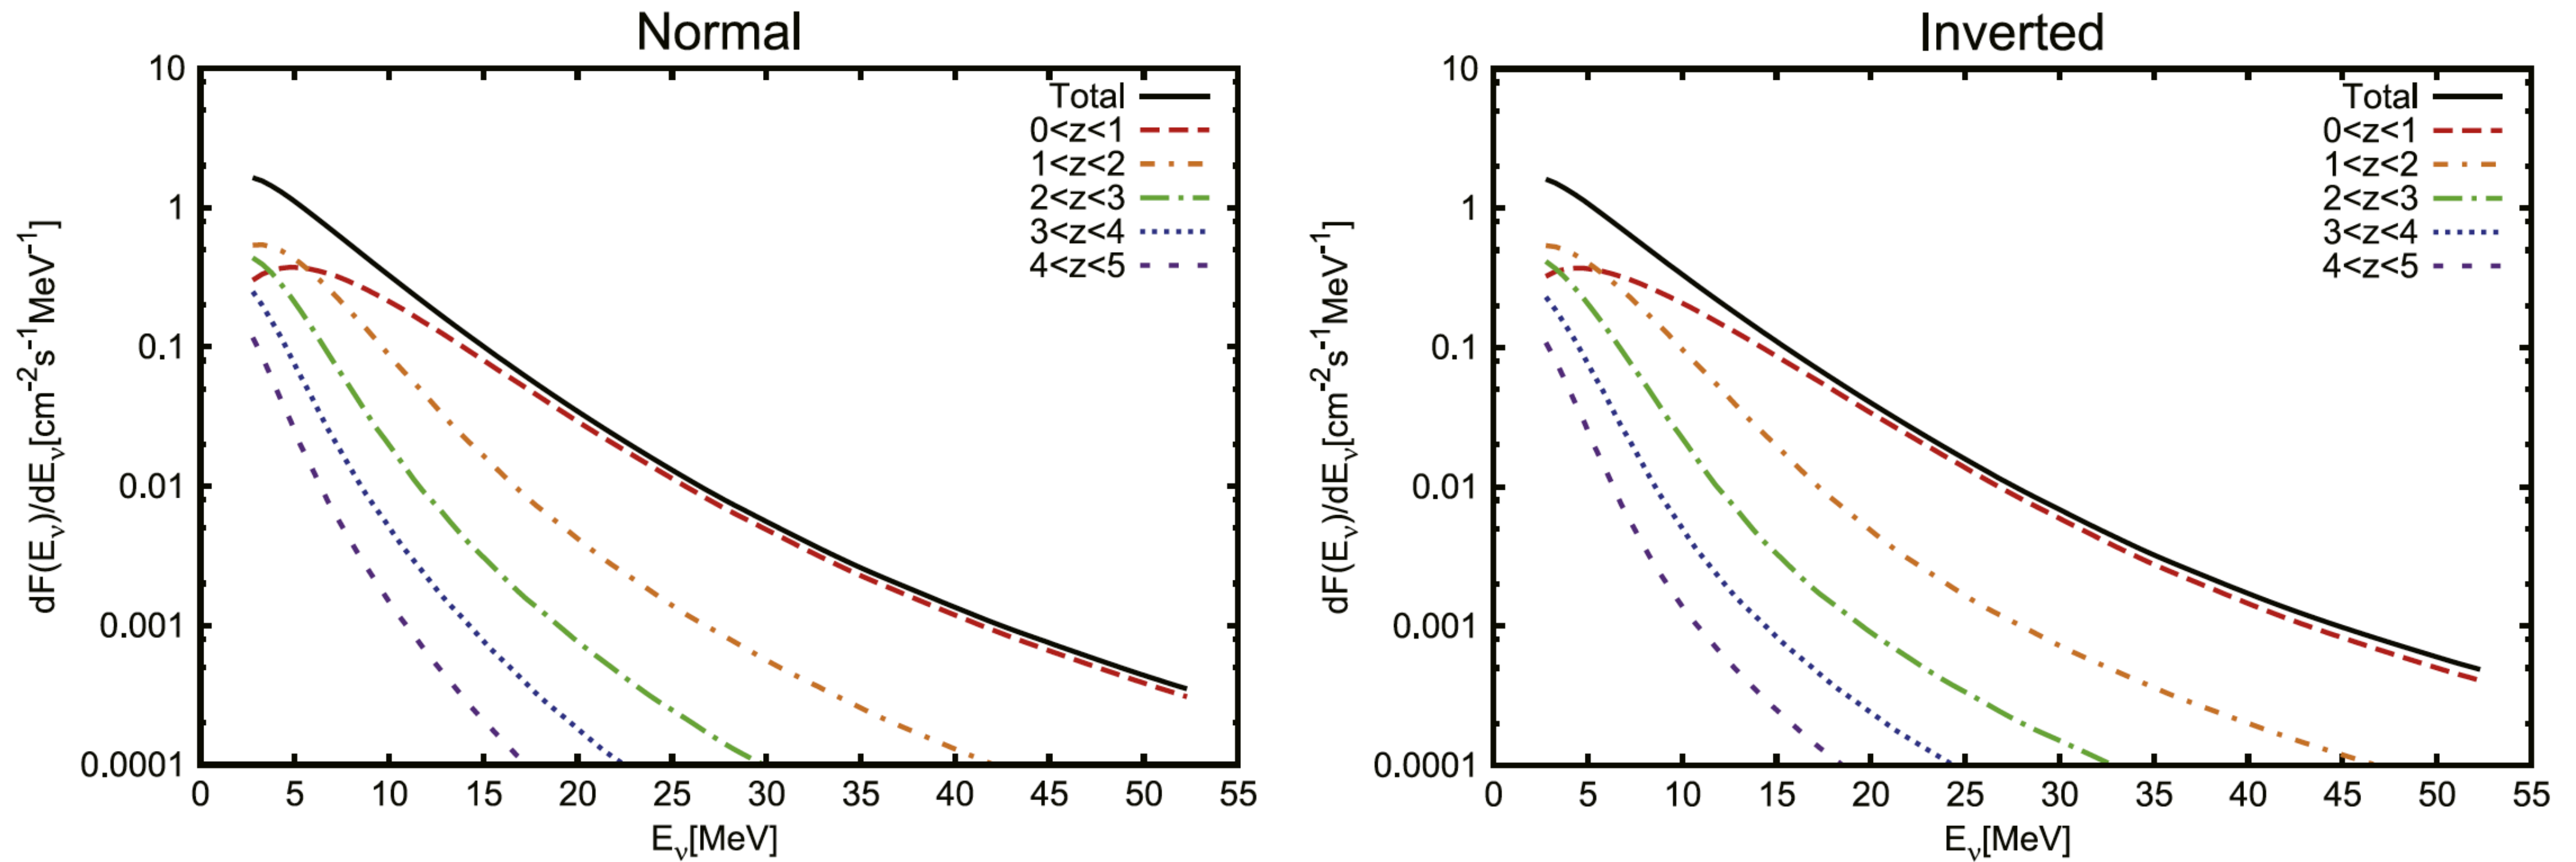 Normal
10
1
0.1
0.01
0.001
0.0001
dF(Eν)/dEν[cm-2s-1MeV-1]
Total
0<z<1
1<z<2
2<z<3
3<z<4
4<z<5
0 5 10 15 20 25 30 35 40 45 50 55
Eν[MeV]
Inverted
10
1
0.1
0.01
0.001
0.0001
dF(Eν)/dEν[cm-2s-1MeV-1]
Total
0<z<1
1<z<2
2<z<3
3<z<4
4<z<5
0 5 10 15 20 25 30 35 40 45 50 55
Eν[MeV]